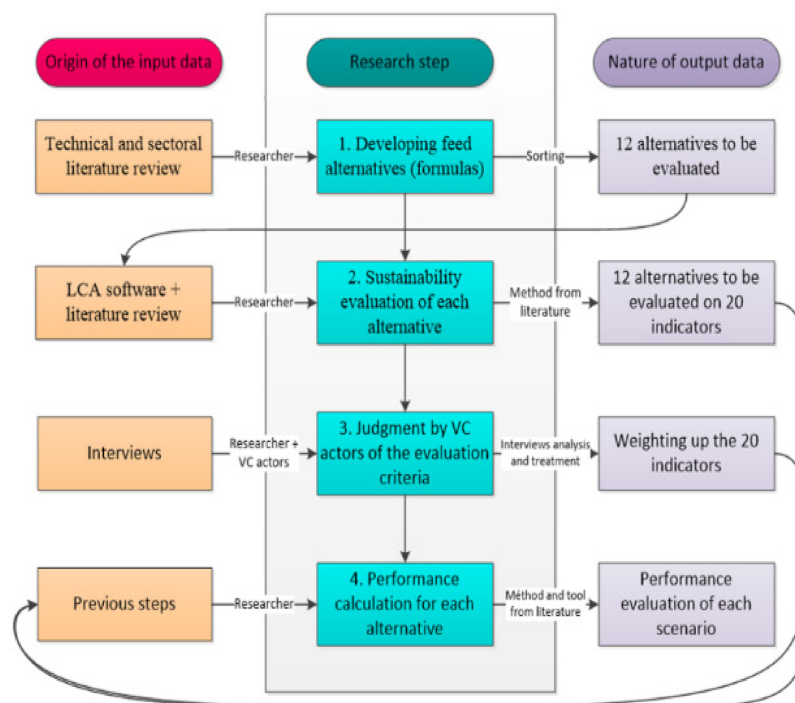 Origin of the input data
Research step
Nature of output data
Technical and sectoral
literature review
Researcher
1. Developing feed
alternatives (formulas)
Sorting
12 alternatives to be
evaluated
LCA software +
literature review
Researcher
2. Sustainability
evaluation of each
alternative
Method from
literature
12 alternatives to be
evaluated on 20
indicators
Interviews
Researcher +
VC actors
3. Judgment by VC
actors of the evaluation
criteria
Interviews analysis
and treatment
Weighting up the 20
indicators
Previous steps
Researcher
4. Performance
calculation for each
alternative
Méthod and tool
from literature
Performance
evaluation of each
scenario